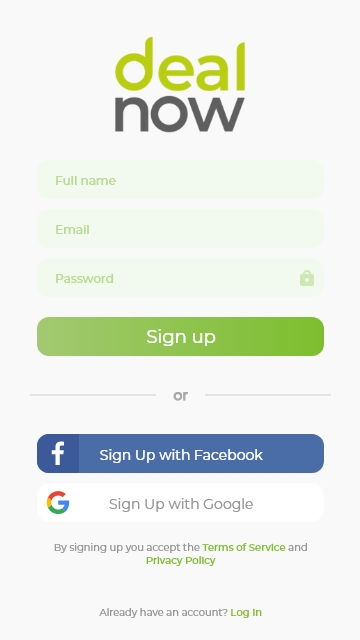 deal
now
Full name
Email
Password
Sign up
or
Sign Up with Facebook
Sign Up with Google
By signing up you accept the Terms of Service and
Privacy Policy
Already have an account? Log In